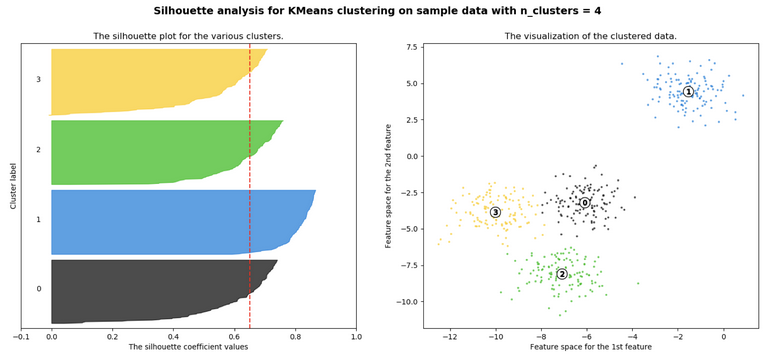 Silhouette analysis for KMeans clustering on sample data with n_clusters = 4
The silhouette plot for the various clusters.
Cluster label
3
2
1
0
−0.1 0.0 0.2 0.4 0.6 0.8 1.0
The silhouette coefficient values
The visualization of the clustered data.
Feature space for the 2nd feature
7.5
5.0
2.5
0.0
−2.5
−5.0
−7.5
−10.0
1
0
3
2
−12 −10 −8 −6 −4 −2 0
Feature space for the 1st feature